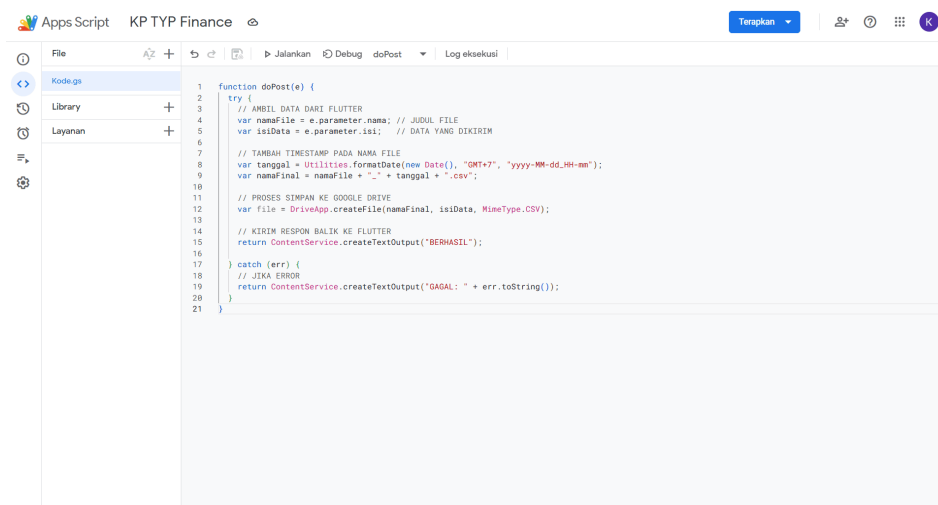 Apps Script KP TYP Finance Terapkan K
File AZ
Jalankan Debug doPost Log eksekusi
Kode.gs
Library
Layanan
1 function doPost(e) {
2 try {
3 // AMBIL DATA DARI FLUTTER
4 var namaFile = e.parameter.nama; // JUDUL FILE
5 var isiData = e.parameter.isi; // DATA YANG DIKIRIM
6
7 // TAMBAH TIMESTAMP PADA NAMA FILE
8 var tanggal = Utilities.formatDate(new Date(), "GMT+7", "yyyy-MM-dd_HH-mm");
9 var namaFinal = namaFile + "_" + tanggal + ".csv";
10
11 // PROSES SIMPAN KE GOOGLE DRIVE
12 var file = DriveApp.createFile(namaFinal, isiData, MimeType.CSV);
13
14 // KIRIM RESPON BALIK KE FLUTTER
15 return ContentService.createTextOutput("BERHASIL");
16
17 } catch (err) {
18 // JIKA ERROR
19 return ContentService.createTextOutput("GAGAL: " + err.toString());
20 }
21 }